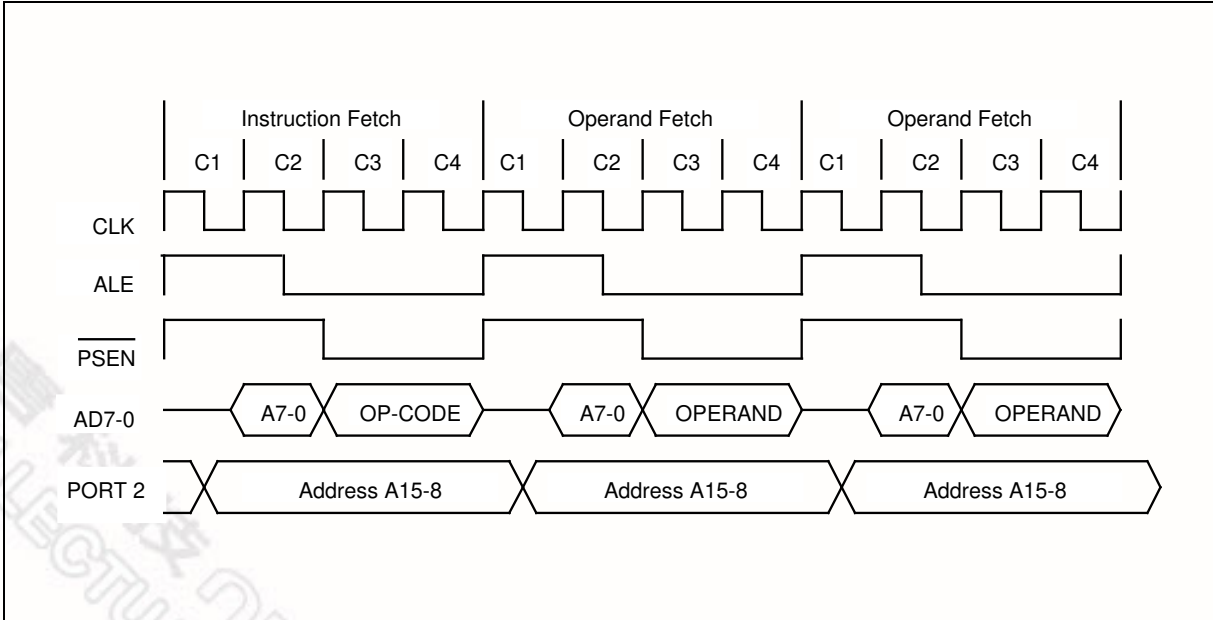 Instruction Fetch Operand Fetch Operand Fetch
C1 C2 C3 C4 C1 C2 C3 C4 C1 C2 C3 C4
CLK
ALE
PSEN
AD7-0 A7-0 OP-CODE A7-0 OPERAND A7-0 OPERAND
PORT 2 Address A15-8 Address A15-8 Address A15-8